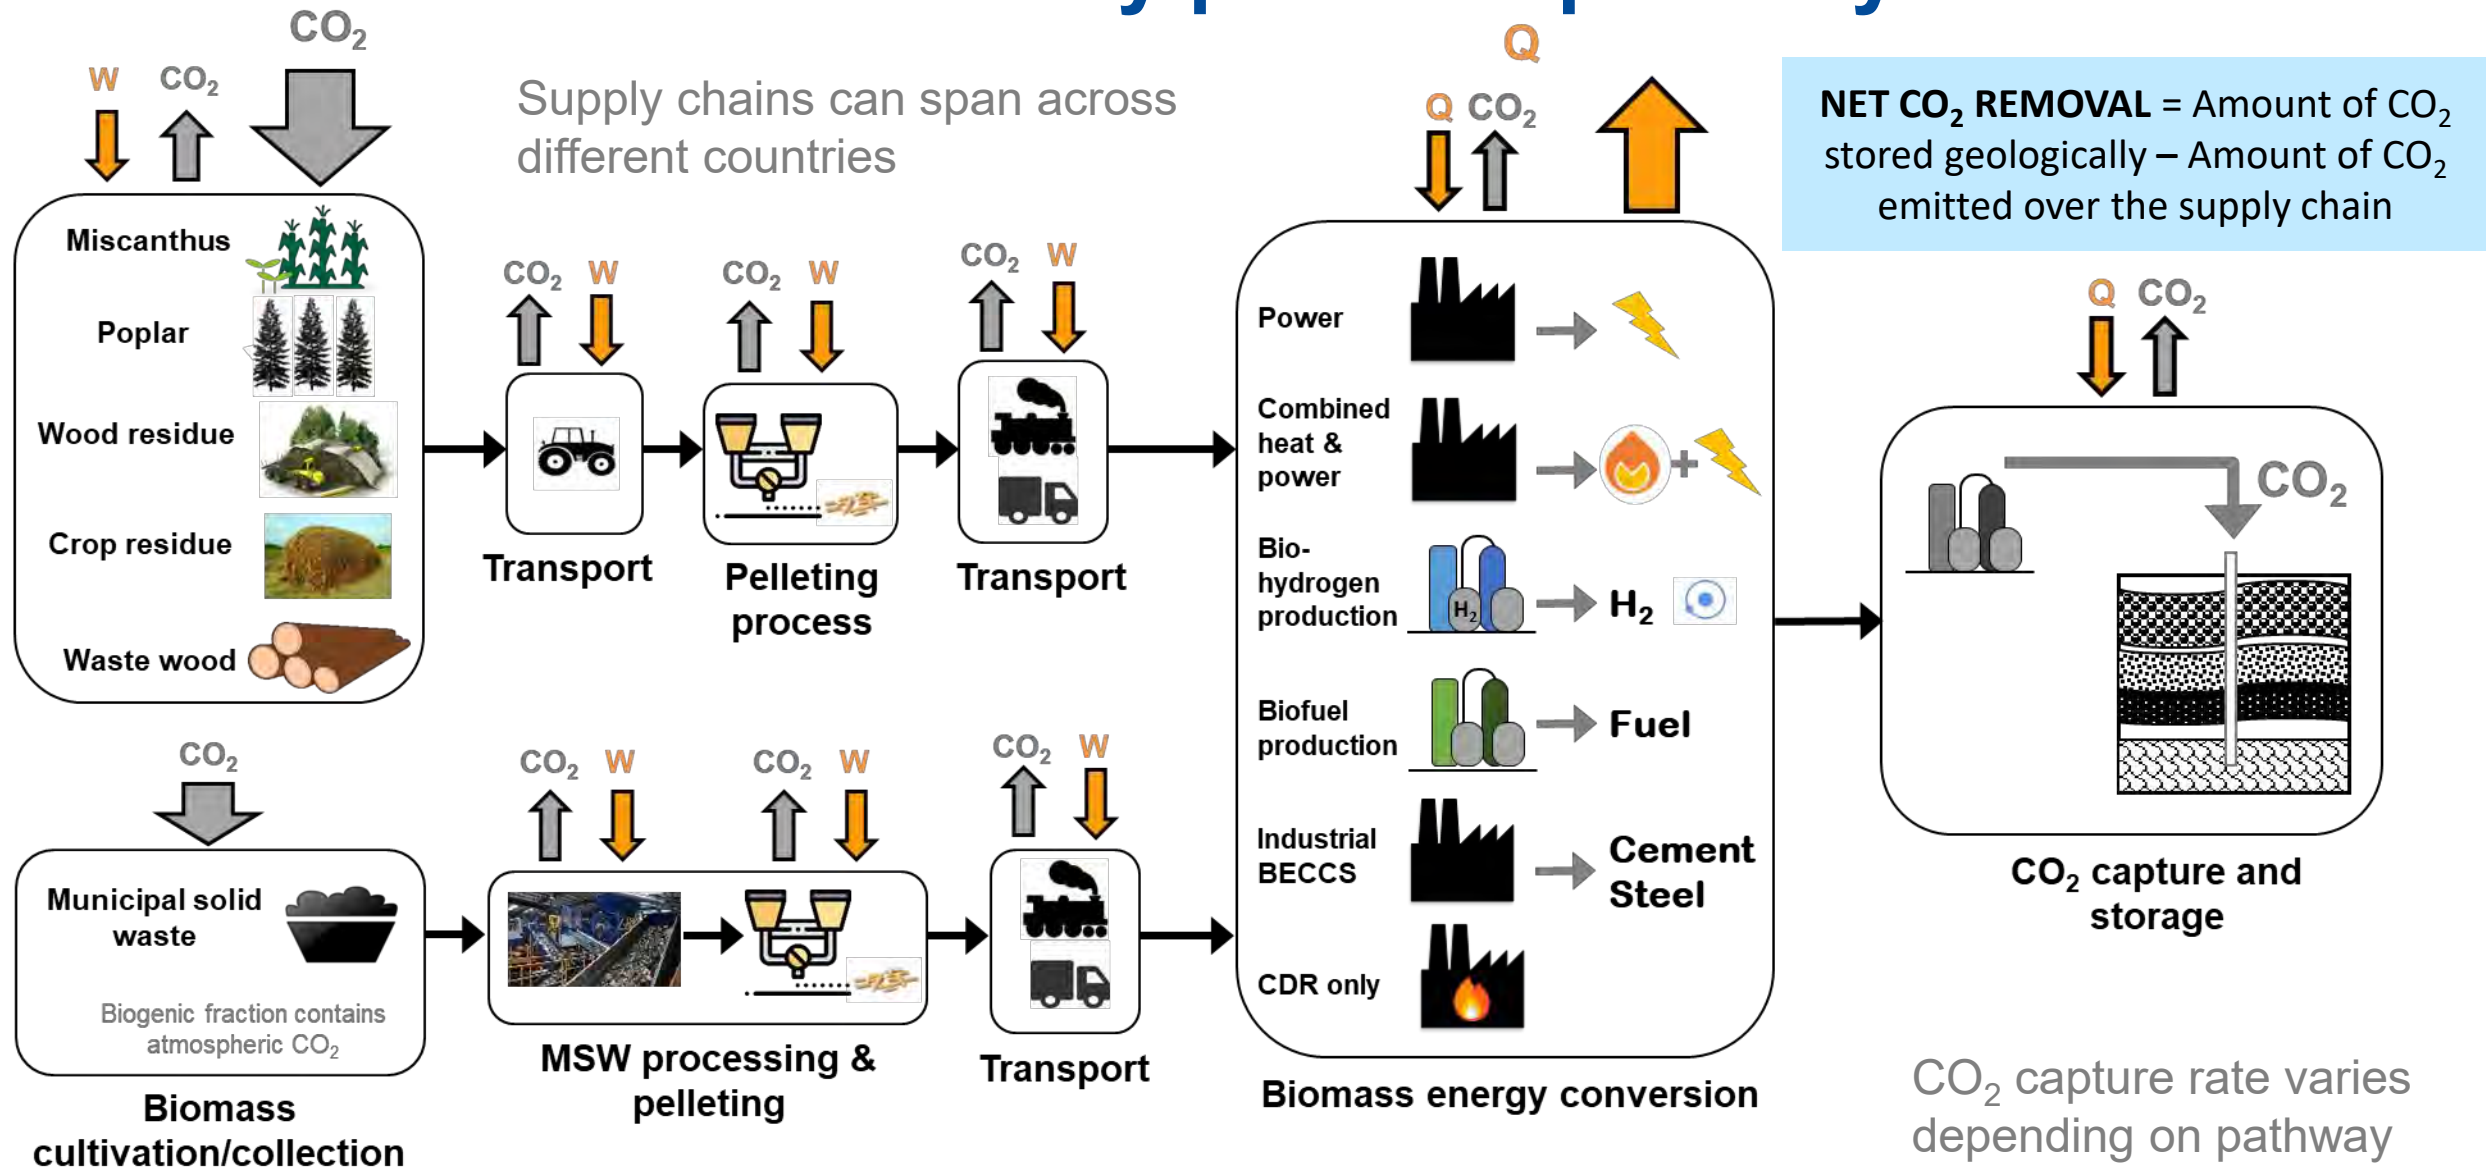 CO2
W CO2
Supply chains can span across
different countries
Q
Q CO2
NET CO2 REMOVAL = Amount of CO2
stored geologically – Amount of CO2
emitted over the supply chain
Miscanthus
Poplar
Wood residue
Crop residue
Waste wood
CO2 W
Transport
CO2 W
Pelleting
process
CO2 W
Transport
Power
Combined
heat &
power
+
Bio-
hydrogen
production
H2
H2
Biofuel
production
Fuel
Industrial
BECCS
Cement
Steel
CDR only
Biomass energy conversion
Q CO2
CO2
CO2 capture and
storage
CO2
Municipal solid
waste
Biogenic fraction contains
atmospheric CO2
Biomass
cultivation/collection
CO2 W
CO2 W
MSW processing &
pelleting
CO2 W
Transport
CO2 capture rate varies
depending on pathway